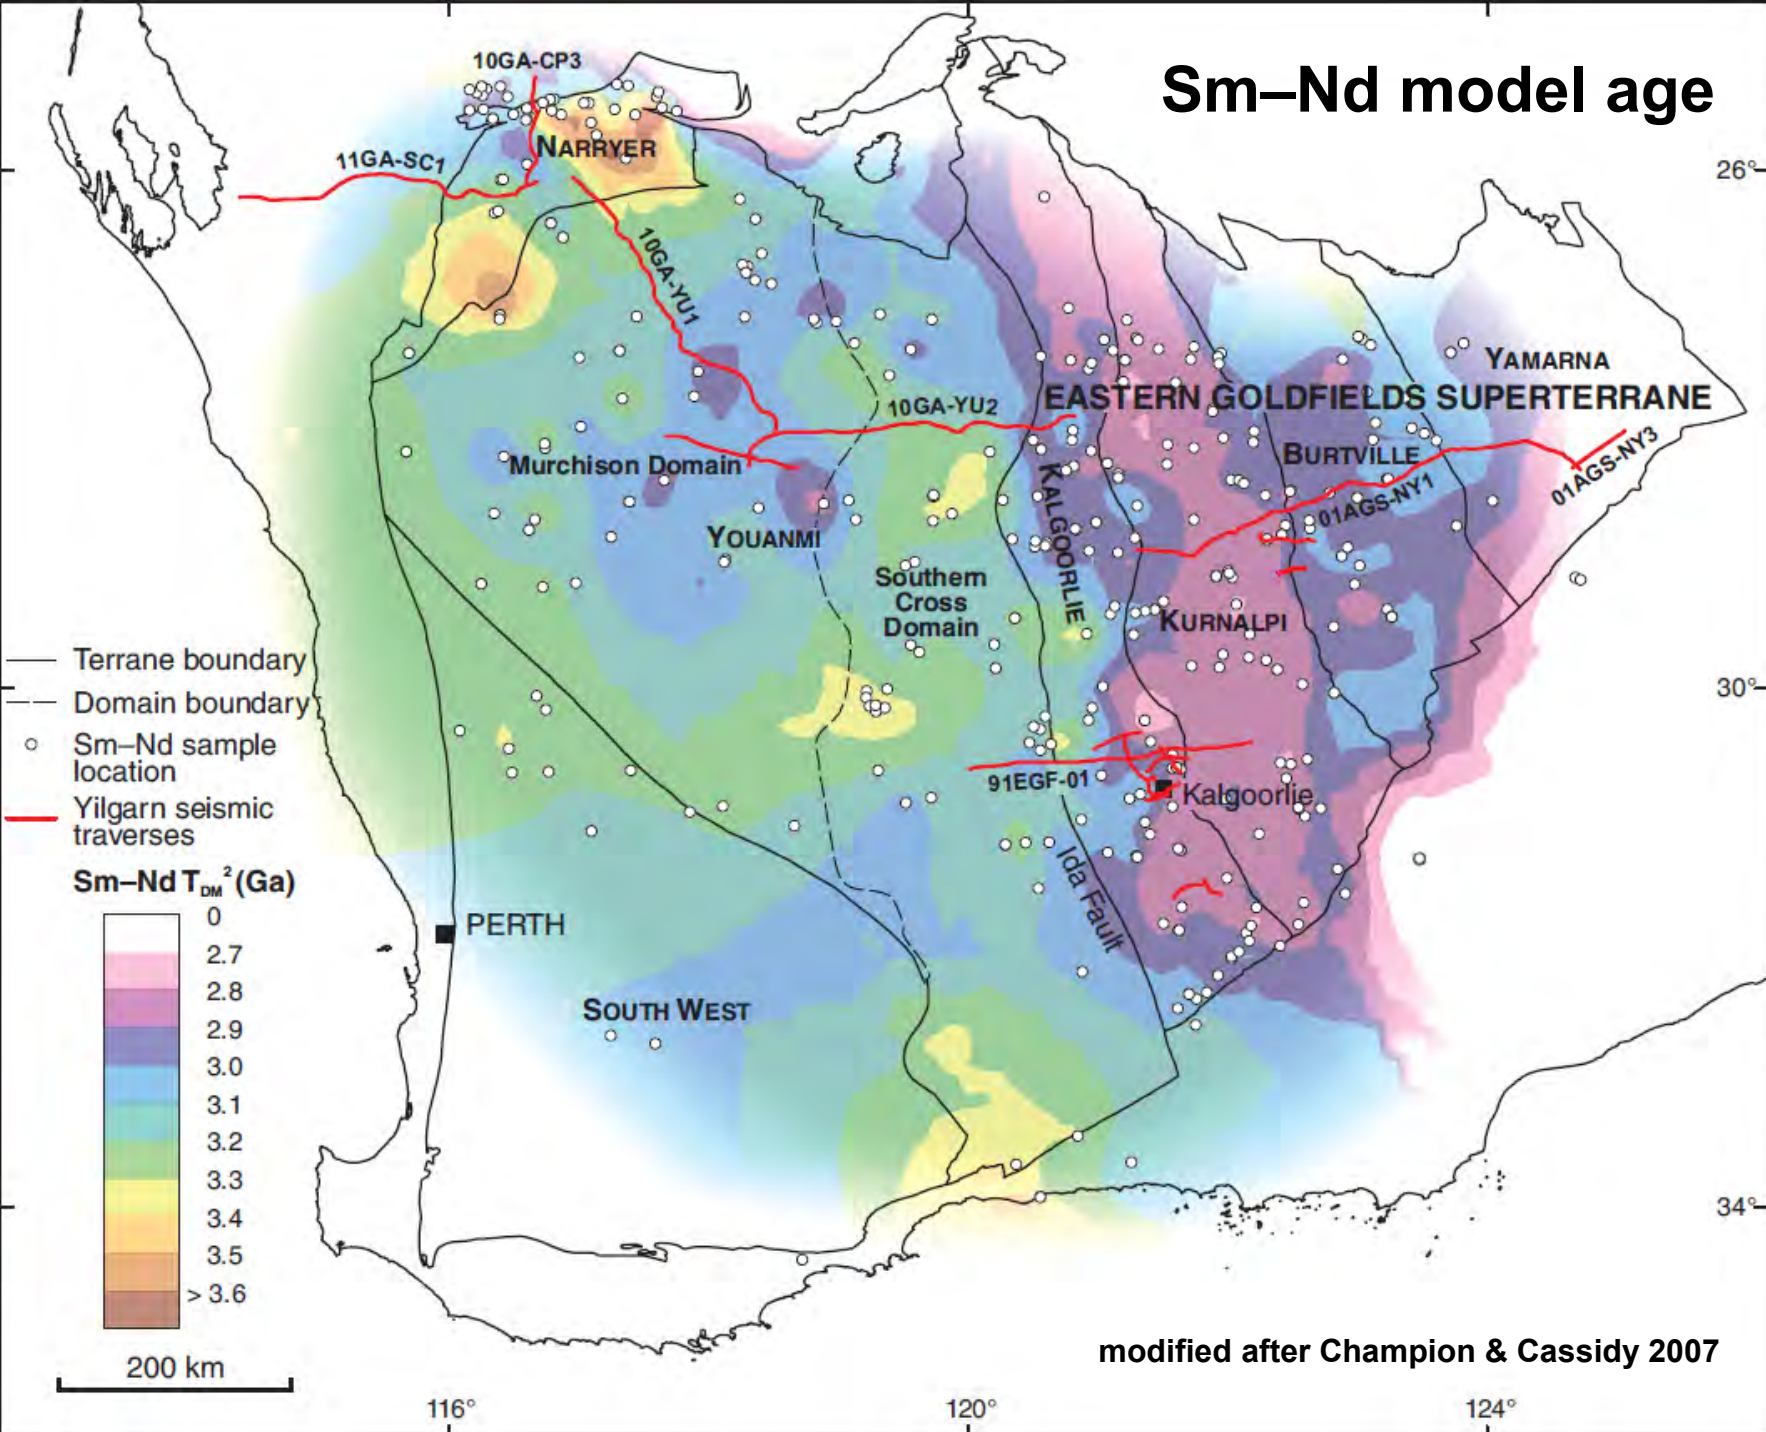 Sm–Nd model age
10GA-CP3
11GA-SC1
NARRYER
26°
10GA-YU1
YAMARNA
EASTERN GOLDFIELDS SUPERTERRANE
10GA-YU2
Murchison Domain
BURTVILLE
KALGOORLIE
01AGS-NY1
01AGS-NY3
YOUANMI
Southern
Cross
Domain
KURNALPI
Terrane boundary
Domain boundary
30°
Sm–Nd sample
location
Yilgarn seismic
traverses
91EGF-01
Kalgoorlie
Ida Fault
Sm–Nd T_DM² (Ga)
0
2.7
2.8
2.9
3.0
3.1
3.2
3.3
3.4
3.5
> 3.6
PERTH
SOUTH WEST
34°
200 km
modified after Champion & Cassidy 2007
116°
120°
124°